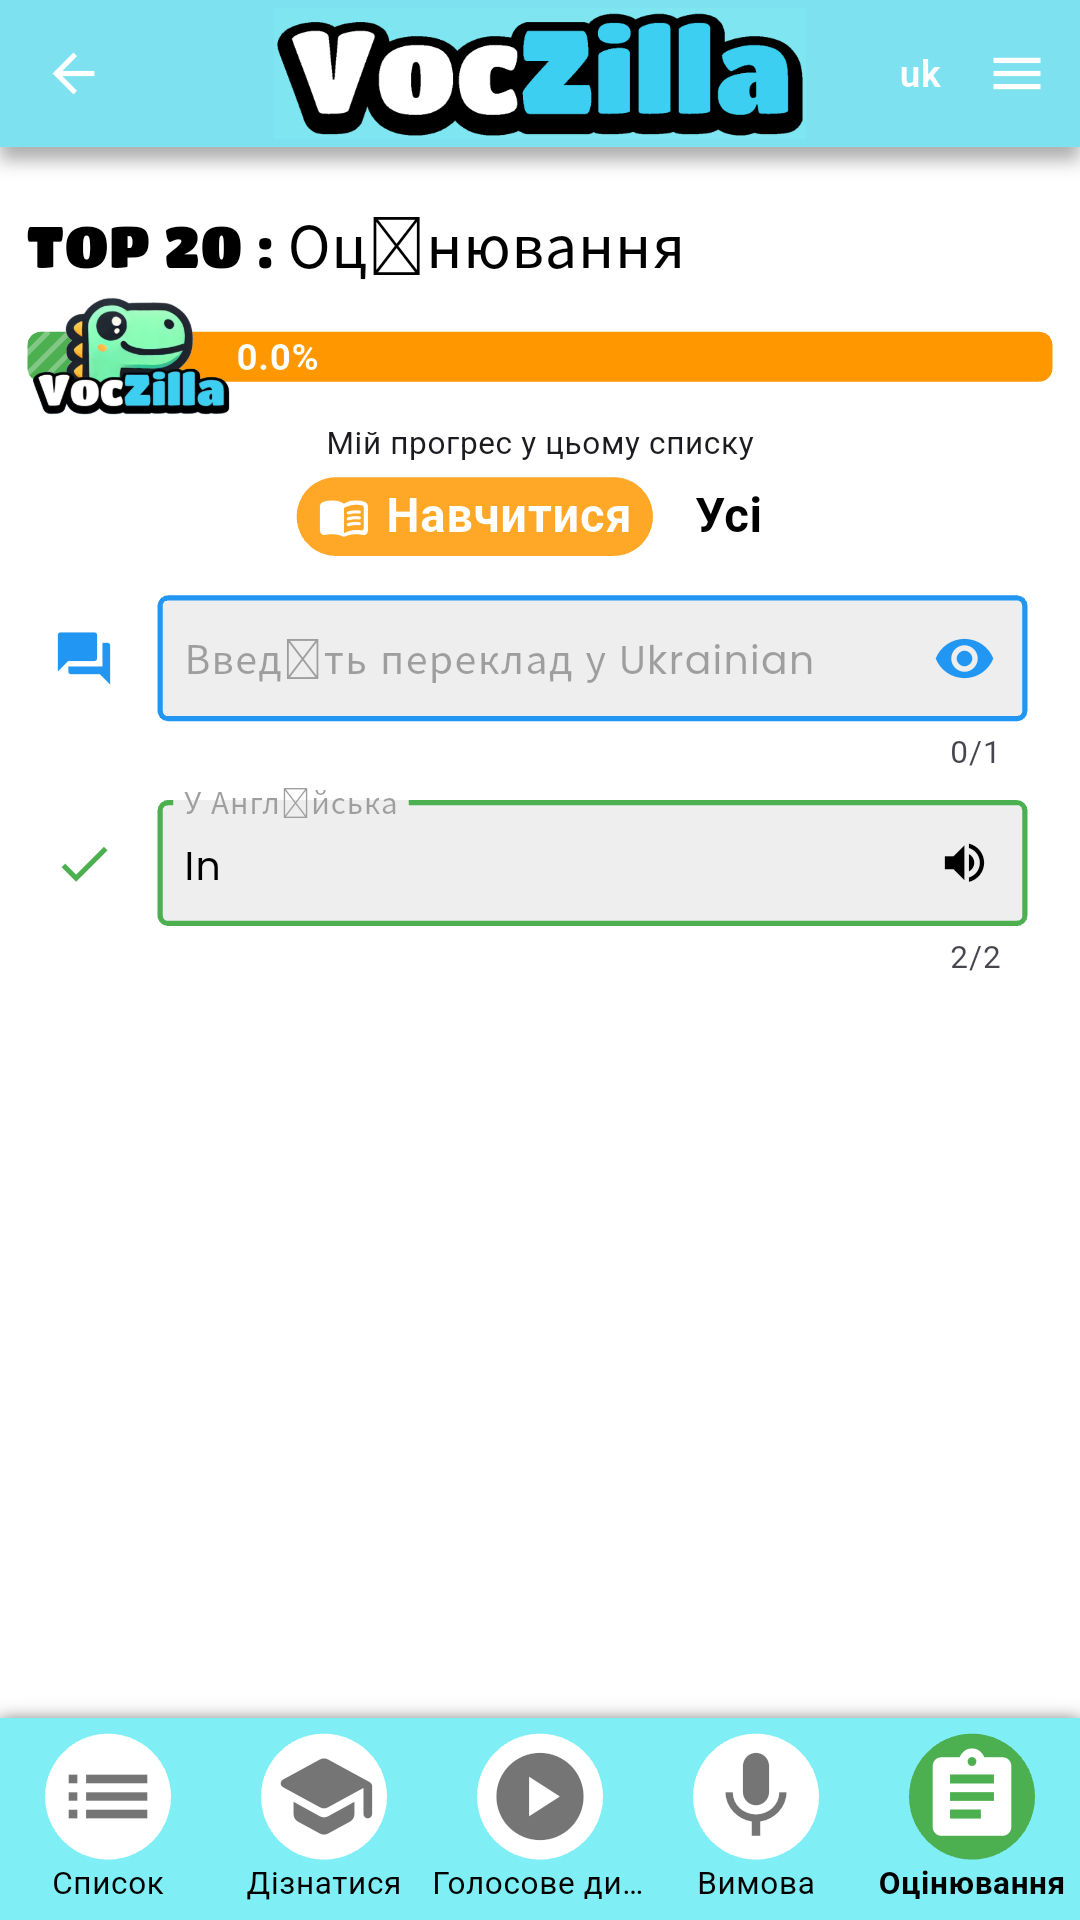 VocZilla
uk
TOP 20 : Оц☒нювання
0.0%
VocZilla
Мій прогрес у цьому списку
Навчитися
Усі
Введ☒ть переклад у Ukrainian
0/1
У Англ☒йська
In
2/2
Список
Дізнатися
Голосове ди...
Вимова
Оцінювання